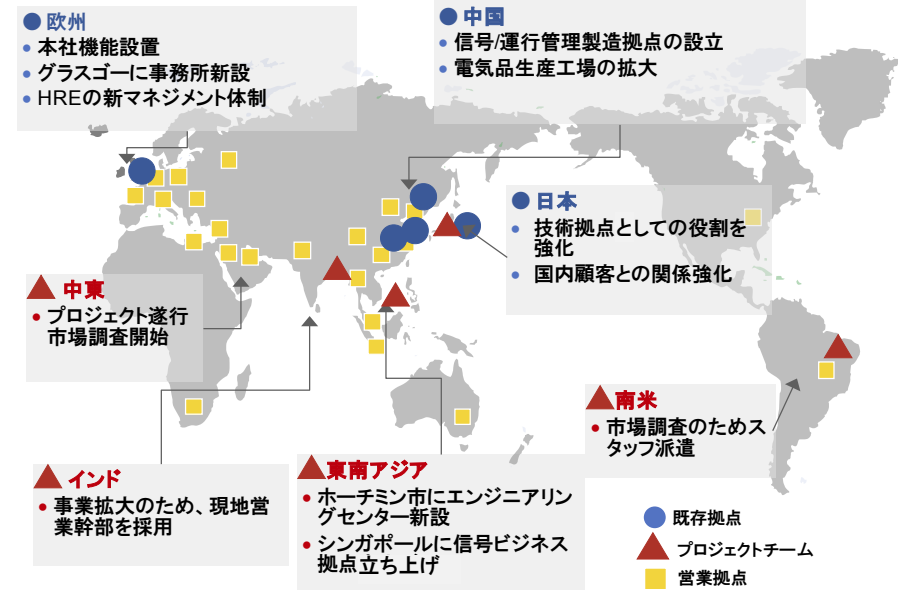 欧州
本社機能設置
グラスゴーに事務所新設
HREの新マネジメント体制
中国
信号/運行管理製造拠点の設立
電気品生産工場の拡大
日本
技術拠点としての役割を
強化
国内顧客との関係強化
中東
プロジェクト遂行
市場調査開始
南米
市場調査のためス
タッフ派遣
インド
事業拡大のため、現地営
業幹部を採用
東南アジア
ホーチミン市にエンジニアリン
グセンター新設
シンガポールに信号ビジネス
拠点立ち上げ
既存拠点
プロジェクトチーム
営業拠点